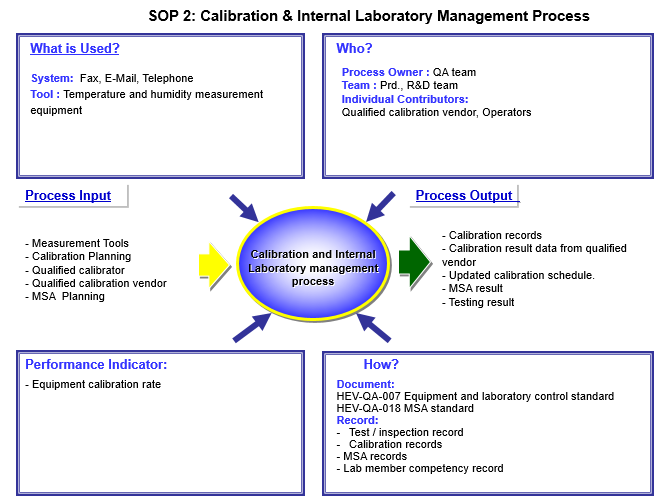 SOP 2: Calibration & Internal Laboratory Management Process
What is Used?
System: Fax, E-Mail, Telephone
Tool : Temperature and humidity measurement
equipment
Who?
Process Owner : QA team
Team : Prd., R&D team
Individual Contributors:
Qualified calibration vendor, Operators
Process Input
- Measurement Tools
- Calibration Planning
- Qualified calibrator
- Qualified calibration vendor
- MSA Planning
Calibration and Internal
Laboratory management
process
Process Output
- Calibration records
- Calibration result data from qualified
vendor
- Updated calibration schedule.
- MSA result
- Testing result
Performance Indicator:
- Equipment calibration rate
How?
Document:
HEV-QA-007 Equipment and laboratory control standard
HEV-QA-018 MSA standard
Record:
- Test / inspection record
- Calibration records
- MSA records
- Lab member competency record